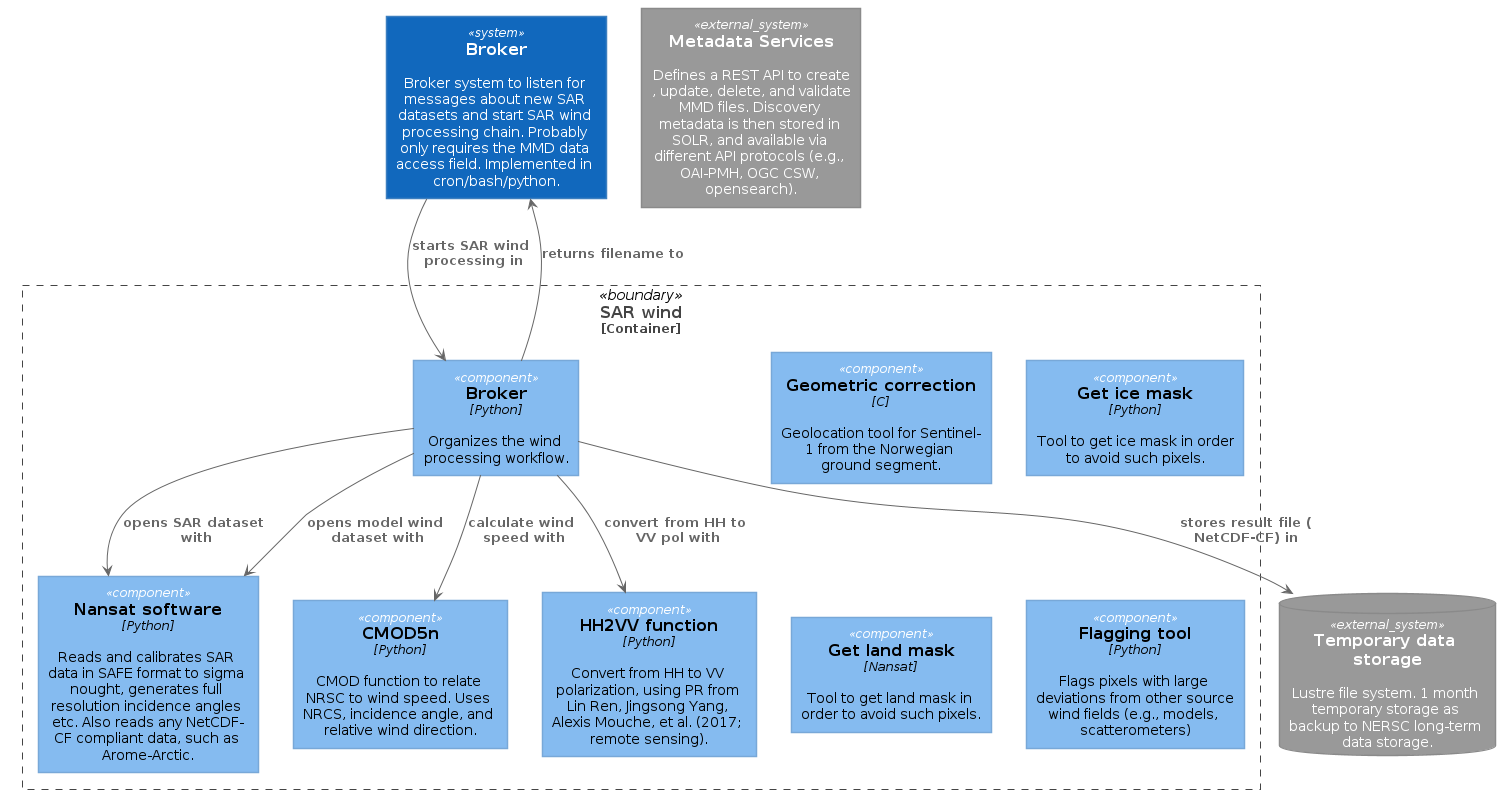 «system»
Broker
Broker system to listen for
messages about new SAR
datasets and start SAR wind
processing chain. Probably
only requires the MMD data
access field. Implemented in
cron/bash/python.
«external_system»
Metadata Services
Defines a REST API to create
, update, delete, and validate
MMD files. Discovery
metadata is then stored in
SOLR, and available via
different API protocols (e.g.,
OAI-PMH, OGC CSW,
opensearch).
starts SAR wind
processing in
returns filename to
«boundary»
SAR wind
[Container]
«component»
Broker
[Python]
Organizes the wind
processing workflow.
«component»
Geometric correction
[C]
Geolocation tool for Sentinel-
1 from the Norwegian
ground segment.
«component»
Get ice mask
[Python]
Tool to get ice mask in order
to avoid such pixels.
opens SAR dataset
with
opens model wind
dataset with
calculate wind
speed with
convert from HH to
VV pol with
stores result file (
NetCDF-CF) in
«component»
Nansat software
[Python]
Reads and calibrates SAR
data in SAFE format to sigma
nought, generates full
resolution incidence angles
etc. Also reads any NetCDF-
CF compliant data, such as
Arome-Arctic.
«component»
CMOD5n
[Python]
CMOD function to relate
NRSC to wind speed. Uses
NRCS, incidence angle, and
relative wind direction.
«component»
HH2VV function
[Python]
Convert from HH to VV
polarization, using PR from
Lin Ren, Jingsong Yang,
Alexis Mouche, et al. (2017;
remote sensing).
«component»
Get land mask
[Nansat]
Tool to get land mask in
order to avoid such pixels.
«component»
Flagging tool
[Python]
Flags pixels with large
deviations from other source
wind fields (e.g., models,
scatterometers)
«external_system»
Temporary data
storage
Lustre file system. 1 month
temporary storage as
backup to NERSC long-term
data storage.